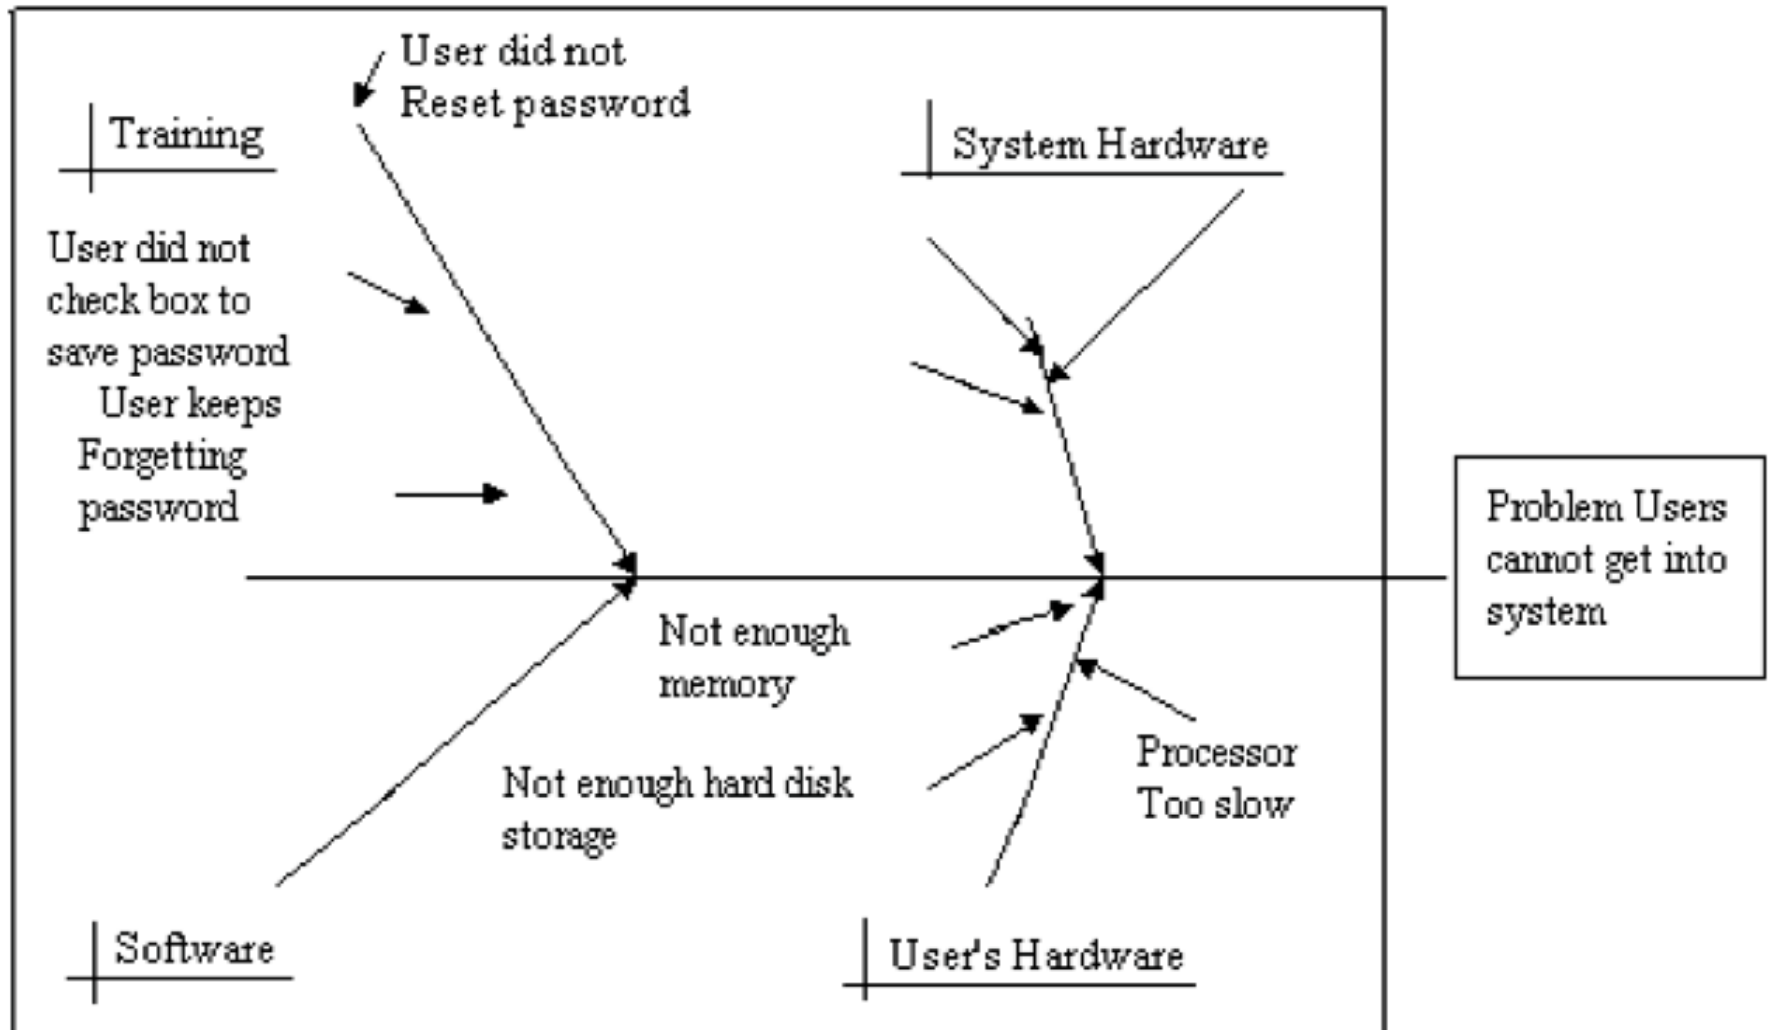 User did not
Reset password
Training
System Hardware
User did not
check box to
save password
User keeps
Forgetting
password
Problem Users
cannot get into
system
Not enough
memory
Processor
Too slow
Not enough hard disk
storage
Software
User's Hardware